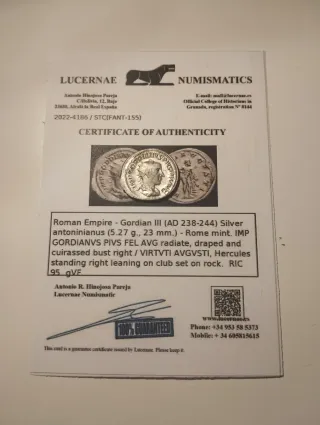 LUCERNAE NUMISMATICS
Antonio Hinojosa Pareja
C/Isleta, 12, Bajo
E-mail: mail@lucernae.es
Official College of Historians in
Granada, registration Nº 0144
2022-4166 / STC(FANT-155)
CERTIFICATE OF AUTHENTICITY
Roman Empire - Gordian III (AD 238-244) Silver
antoninianus (5.27 g., 23 mm.) - Rome mint. IMP
GORDIANVS PIVS FEL AVG radiate, draped and
cuirassed bust right / VIRTVTI AVGVSTI, Hercules
standing right leaning on club set on rock. RIC
95. gVF
Antonio R. Hinojosa Pareja
Lucernae Numismatic
100% GUARANTEED
Phone: +34 953 58 5373
Mobile: + 34 605815615
This card is a guarantee certificate issued by Lucernae. Please keep it.